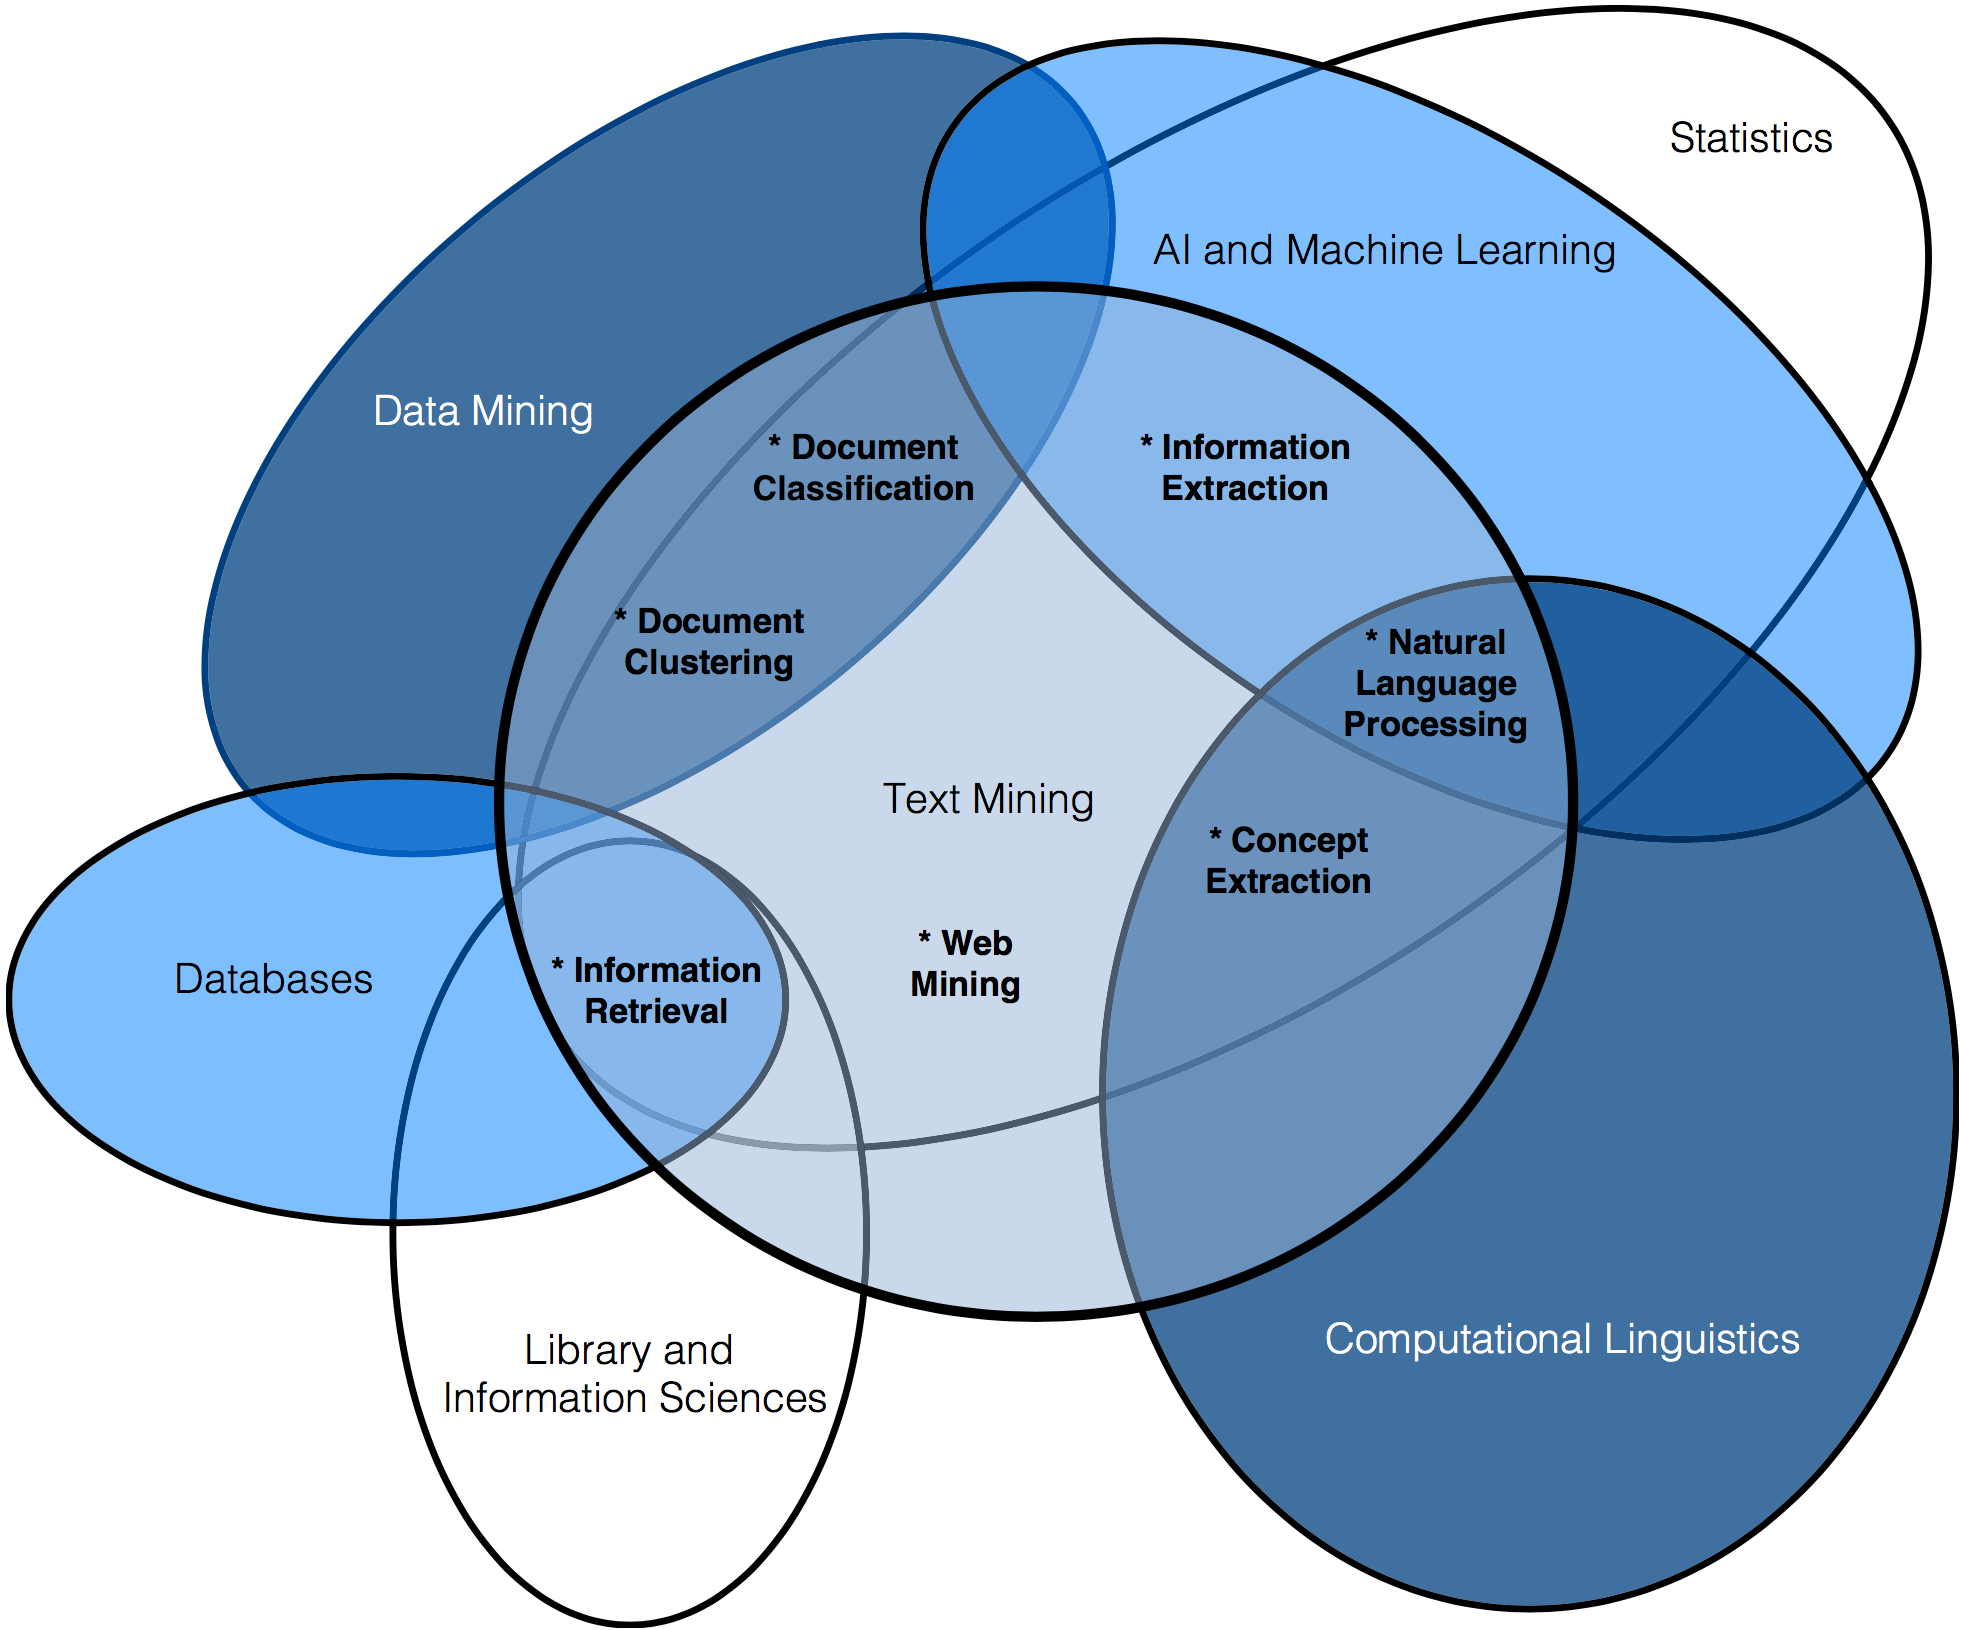 Statistics
AI and Machine Learning
Data Mining
* Document
Classification
* Information
Extraction
* Document
Clustering
* Natural
Language
Processing
Text Mining
* Concept
Extraction
* Web
Mining
Databases
* Information
Retrieval
Library and
Information Sciences
Computational Linguistics